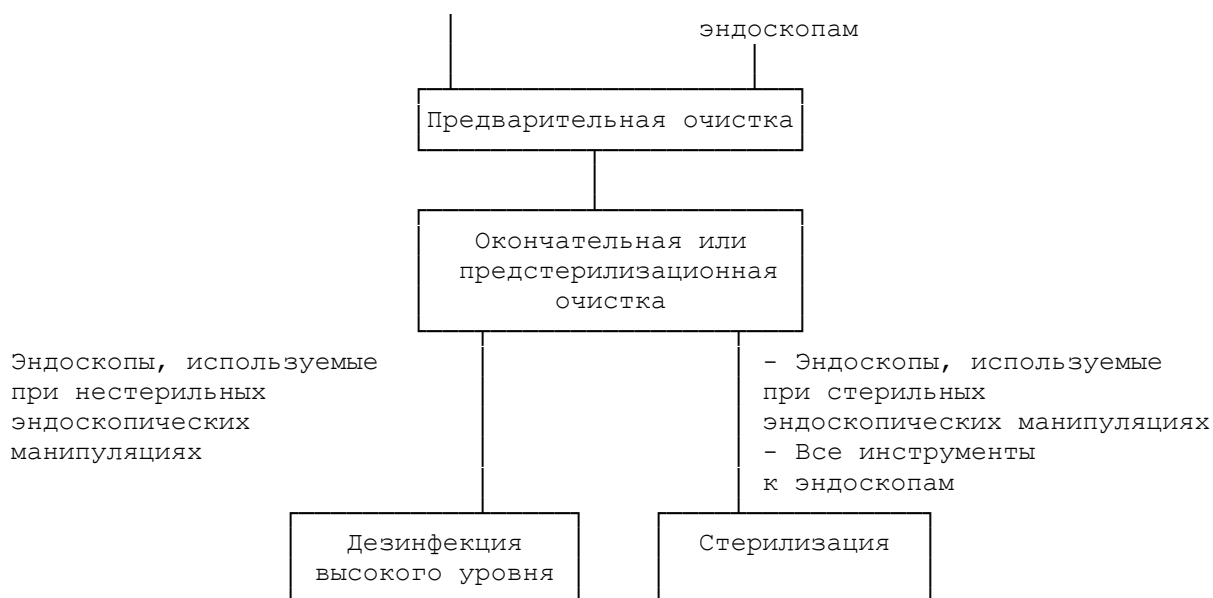 эндоскопам
Предварительная очистка
Окончательная или
предстерилизационная
очистка
Эндоскопы, используемые
при нестерильных
эндоскопических
манипуляциях
- Эндоскопы, используемые
при стерильных
эндоскопических манипуляциях
- Все инструменты
к эндоскопам
Дезинфекция
высокого уровня
Стерилизация